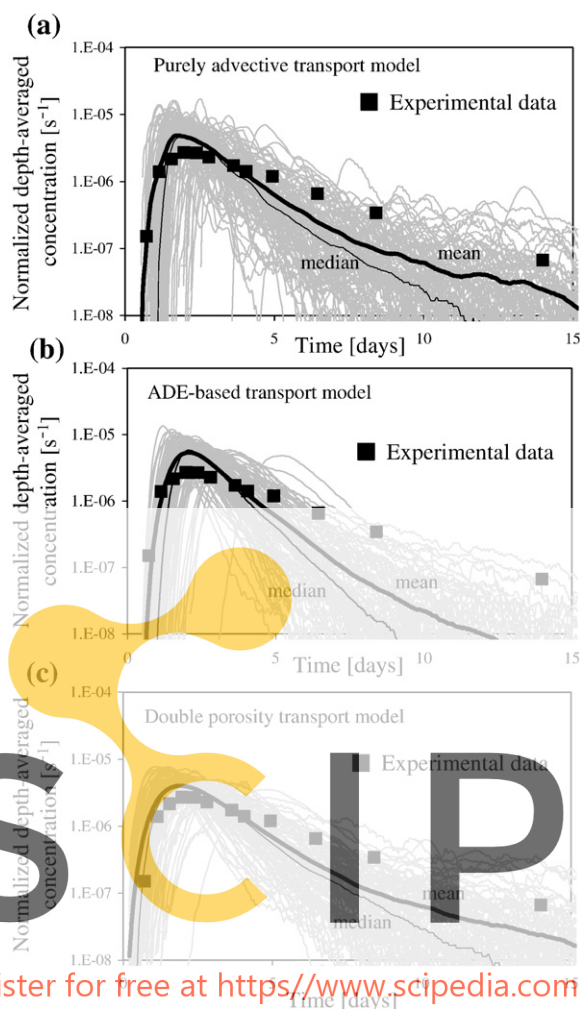 (a)
Normalized depth-averaged
concentration [s⁻¹]
1.E-04
1.E-05
1.E-06
1.E-07
1.E-08
Purely advective transport model
Experimental data
median
mean
0
5
10
15
Time [days]
(b)
Normalized depth-averaged
concentration [s⁻¹]
1.E-04
1.E-05
1.E-06
1.E-07
1.E-08
ADE-based transport model
Experimental data
median
mean
0
5
10
15
Time [days]
(c)
Normalized depth-averaged
concentration [s⁻¹]
1.E-04
1.E-05
1.E-06
1.E-07
1.E-08
Double porosity transport model
Experimental data
mean
median
SCIP
ister for free at https//www.scipedia.com
Time [days]